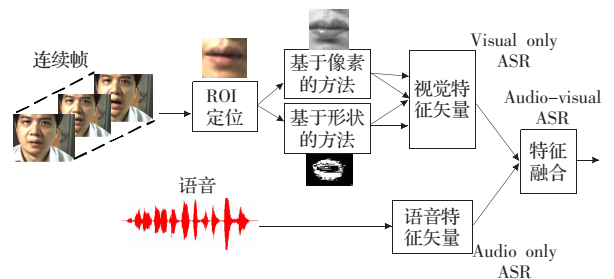 连续帧
ROI
定位
基于像素
的方法
基于形状
的方法
视觉特
征矢量
Visual only
ASR
Audio-visual
ASR
特征
融合
语音
语音特
征矢量
Audio only
ASR